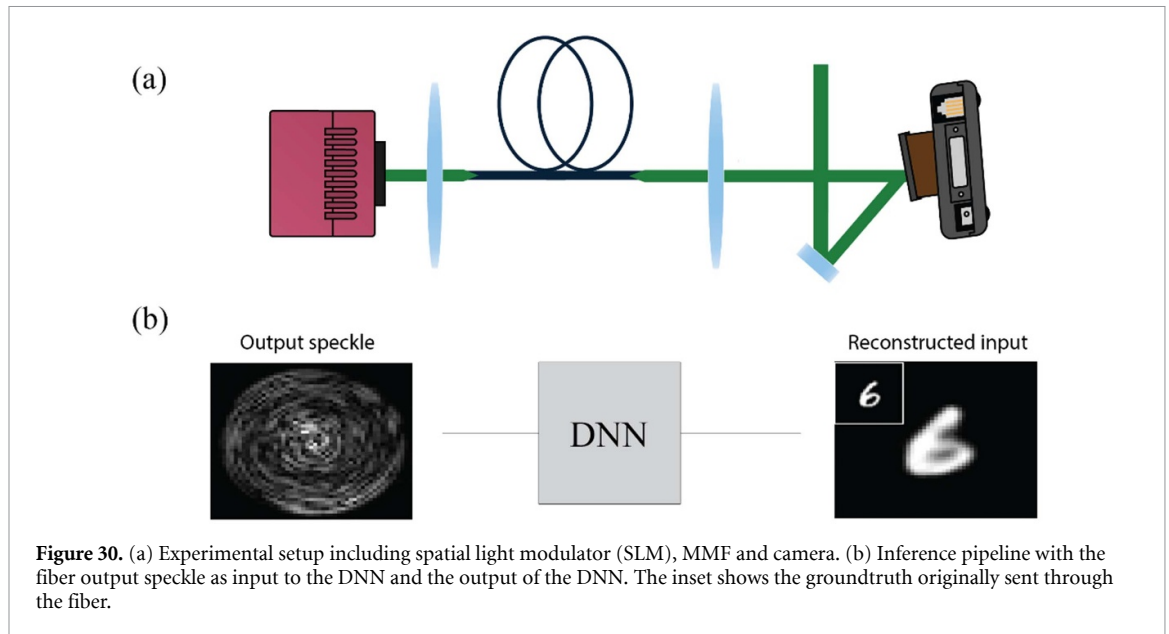 (a)
(b)
Output speckle
DNN
Reconstructed input
6
6
Figure 30. (a) Experimental setup including spatial light modulator (SLM), MMF and camera. (b) Inference pipeline with the
fiber output speckle as input to the DNN and the output of the DNN. The inset shows the groundtruth originally sent through
the fiber.